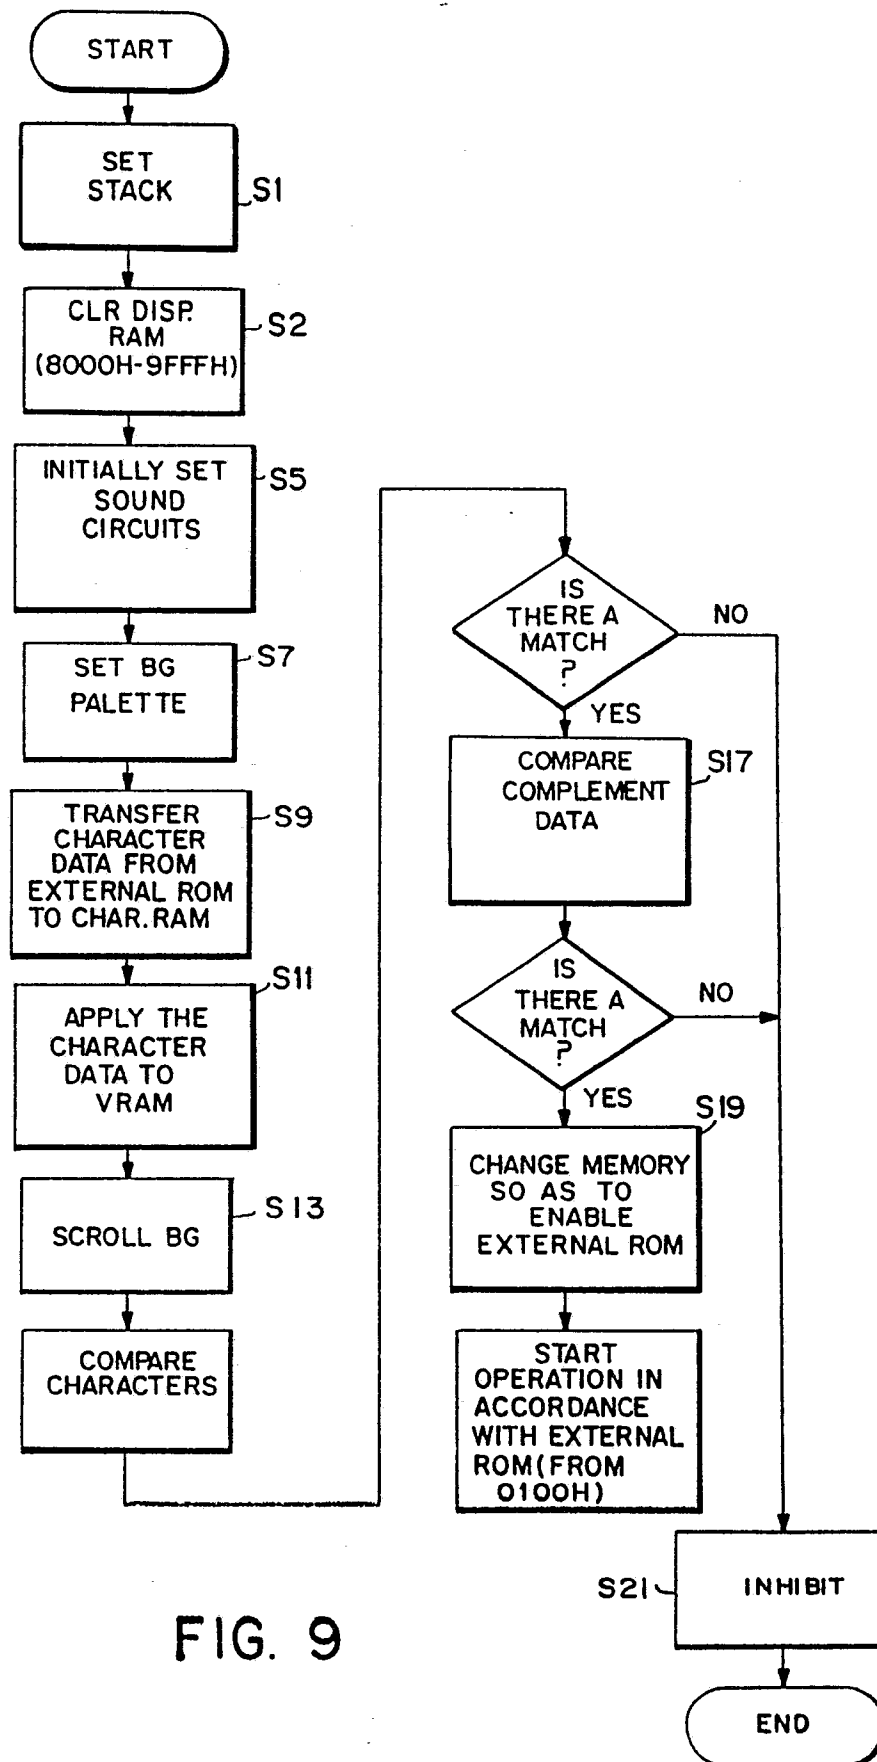 START
SET
STACK
S1
CLR DISP.
RAM
(8000H-9FFFH)
S2
INITIALLY SET
SOUND
CIRCUITS
S5
SET BG
PALETTE
S7
TRANSFER
CHARACTER
DATA FROM
EXTERNAL ROM
TO CHAR.RAM
S9
APPLY THE
CHARACTER
DATA TO
VRAM
S11
SCROLL BG
S13
COMPARE
CHARACTERS
IS
THERE A
MATCH
?
NO
YES
COMPARE
COMPLEMENT
DATA
S17
IS
THERE A
MATCH
?
NO
YES
CHANGE MEMORY
SO AS TO
ENABLE
EXTERNAL ROM
S19
START
OPERATION IN
ACCORDANCE
WITH EXTERNAL
ROM(FROM
0100H)
S21
INHIBIT
END
FIG. 9